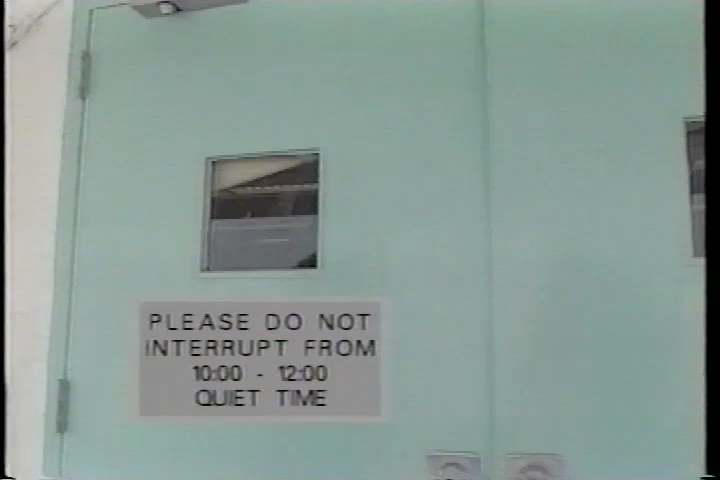 PLEASE DO NOT
INTERRUPT FROM
10:00 - 12:00
QUIET TIME